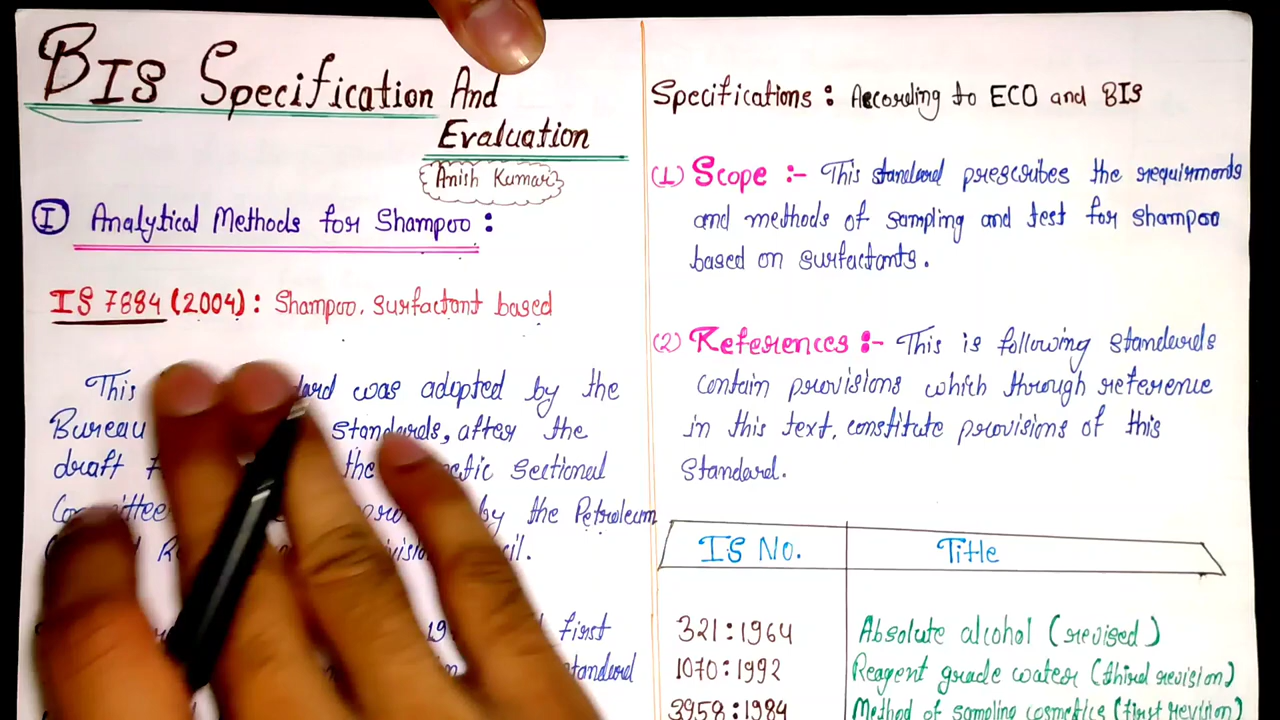 BIS Specification And
Evaluation
Anish Kumar
I Analytical Methods for Shampoo :
IS 7884 (2004) : Shampoo, surfactant based
This was adopted by the
Bureau Standards, after the
draft the Sectional
by the Petroleum
first
Standard
Specifications : According to ECO and BIS
(1) Scope :- This standard prescribes the requirments
and methods of sampling and test for shampoo
based on surfactants.
(2) References :- This is following standards
contain provisions which through reference
in this text, constitute provisions of this
Standard.
IS No. Title
321 : 1964 Absolute alcohol (revised)
1070 : 1992 Reagent grade water (third revision)
3958 : 1984 Method of sampling cosmetics (first revision)